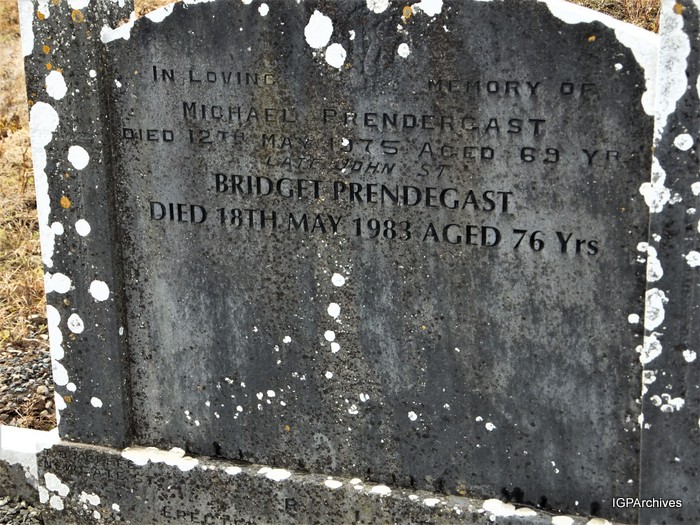 IN LOVING MEMORY OF
MICHAEL PRENDERGAST
DIED 12TH MAY 1975 AGED 69 YRS
LATE JOHN ST.
BRIDGET PRENDEGAST
DIED 18TH MAY 1983 AGED 76 Yrs
IGPArchives